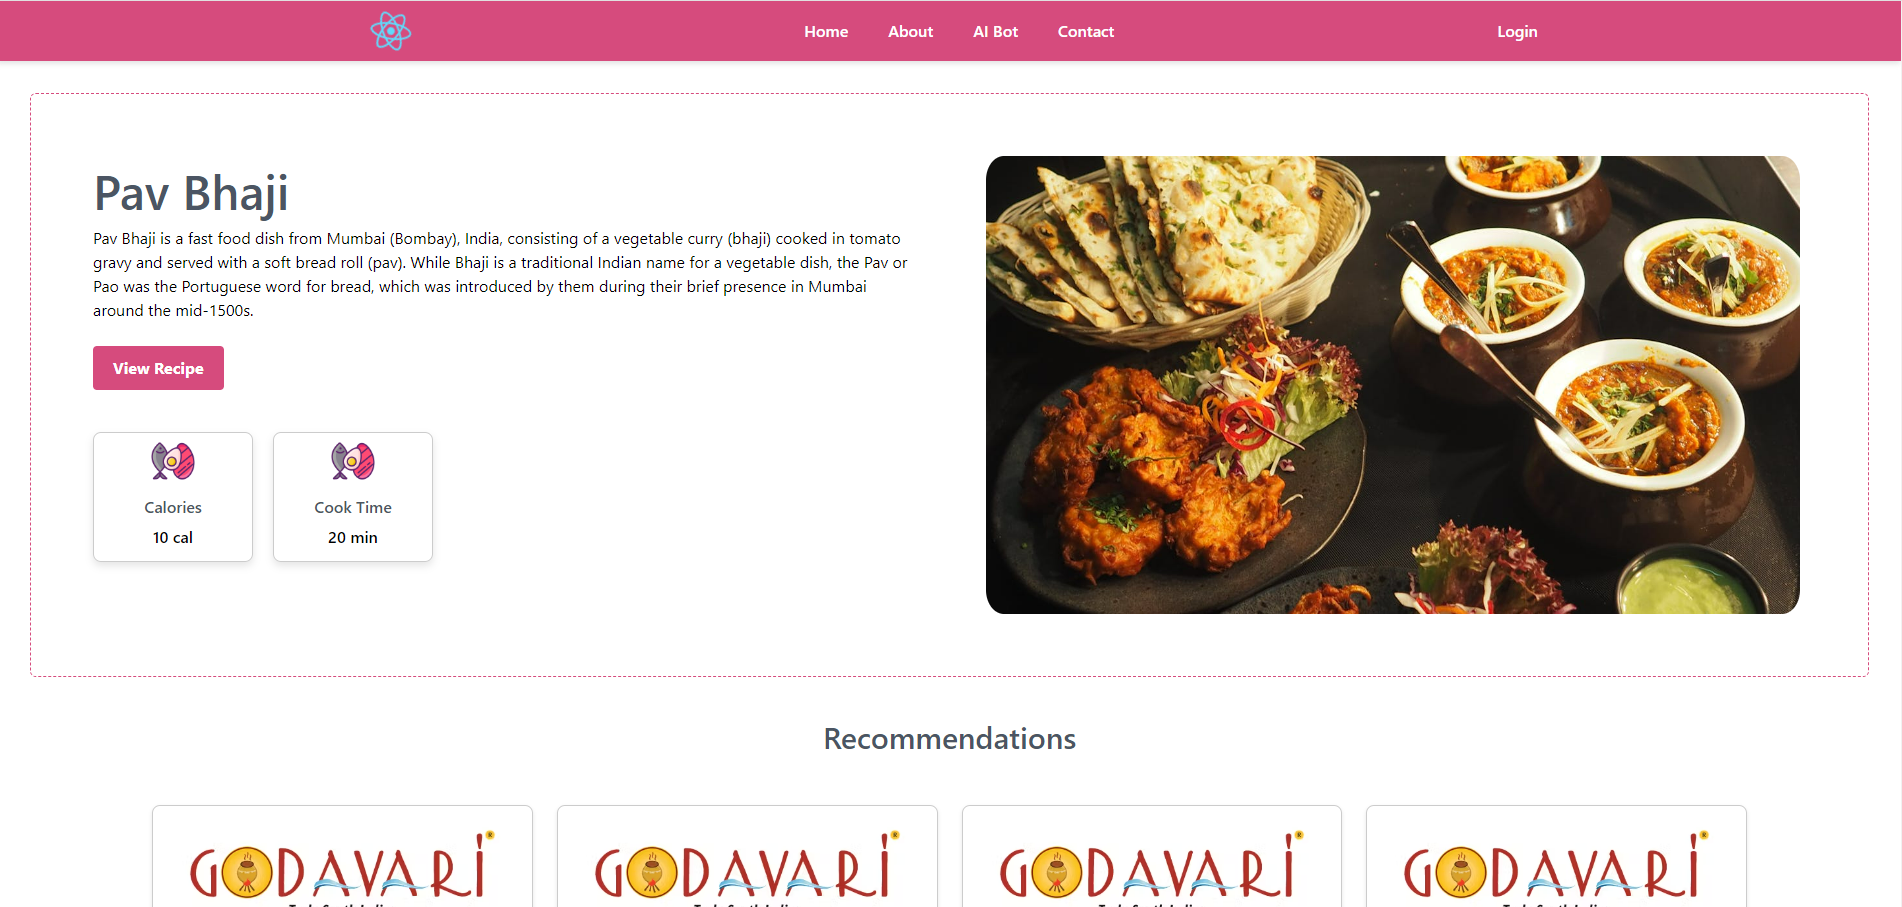 Home About AI Bot Contact Login
Pav Bhaji
Pav Bhaji is a fast food dish from Mumbai (Bombay), India, consisting of a vegetable curry (bhaji) cooked in tomato
gravy and served with a soft bread roll (pav). While Bhaji is a traditional Indian name for a vegetable dish, the Pav or
Pao was the Portuguese word for bread, which was introduced by them during their brief presence in Mumbai
around the mid-1500s.
View Recipe
Calories
10 cal
Cook Time
20 min
Recommendations
GODAVARI
GODAVARI
GODAVARI
GODAVARI